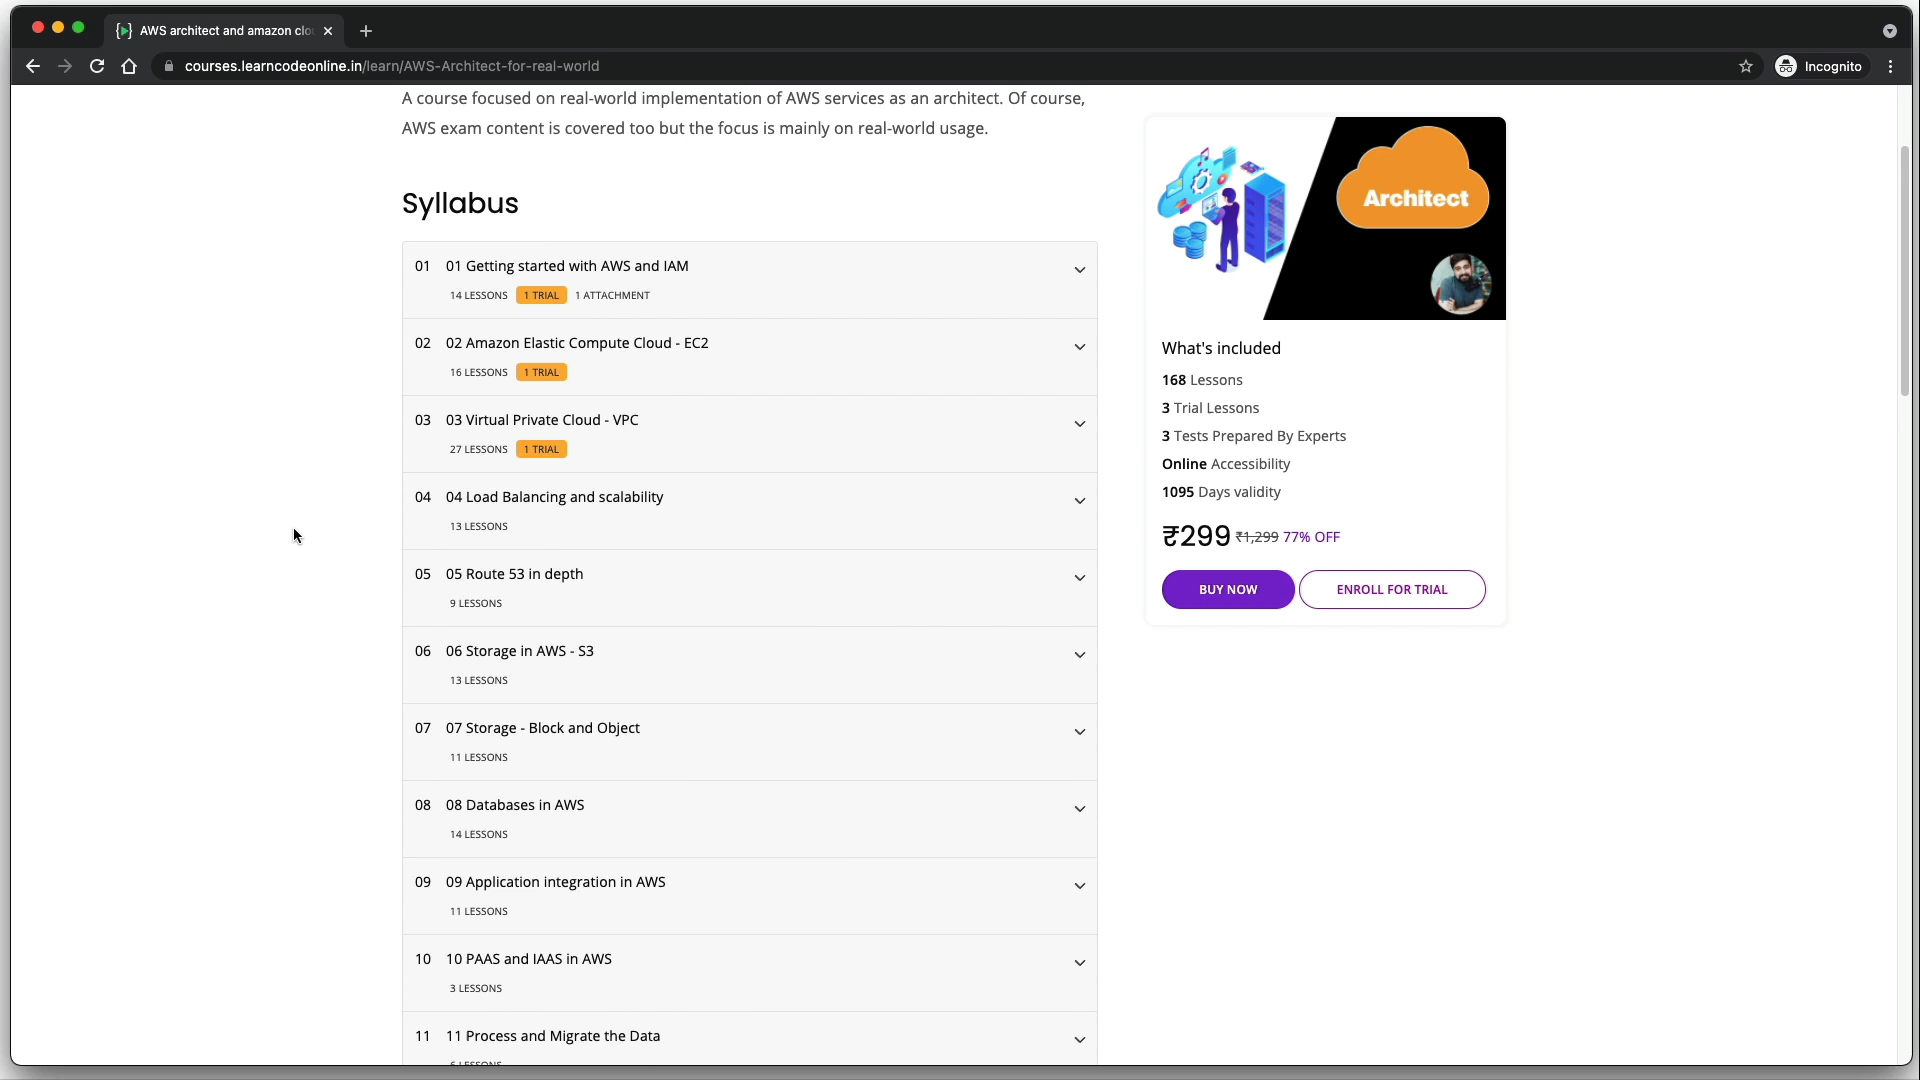 AWS architect and amazon clo
courses.learncodeonline.in/learn/AWS-Architect-for-real-world
Incognito
A course focused on real-world implementation of AWS services as an architect. Of course,
AWS exam content is covered too but the focus is mainly on real-world usage.
Syllabus
01 01 Getting started with AWS and IAM
14 LESSONS 1 TRIAL 1 ATTACHMENT
02 02 Amazon Elastic Compute Cloud - EC2
16 LESSONS 1 TRIAL
03 03 Virtual Private Cloud - VPC
27 LESSONS 1 TRIAL
04 04 Load Balancing and scalability
13 LESSONS
05 05 Route 53 in depth
9 LESSONS
06 06 Storage in AWS - S3
13 LESSONS
07 07 Storage - Block and Object
11 LESSONS
08 08 Databases in AWS
14 LESSONS
09 09 Application integration in AWS
11 LESSONS
10 10 PAAS and IAAS in AWS
3 LESSONS
11 11 Process and Migrate the Data
6 LESSONS
Architect
What's included
168 Lessons
3 Trial Lessons
3 Tests Prepared By Experts
Online Accessibility
1095 Days validity
₹299 ₹1,299 77% OFF
BUY NOW ENROLL FOR TRIAL